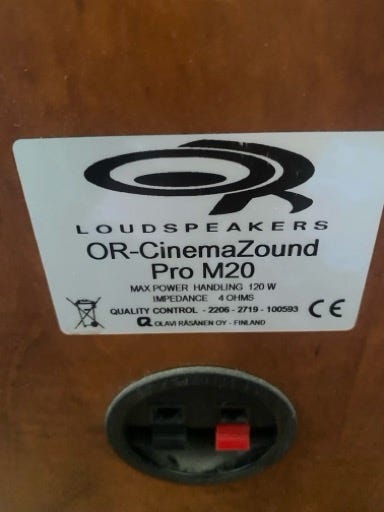 OR
LOUDSPEAKERS
OR-CinemaZound
Pro M20
MAX POWER HANDLING 120 W
IMPEDANCE 4 OHMS
QUALITY CONTROL - 2206 - 2719 - 100593 CE
OLAVI RÄSÄNEN OY - FINLAND